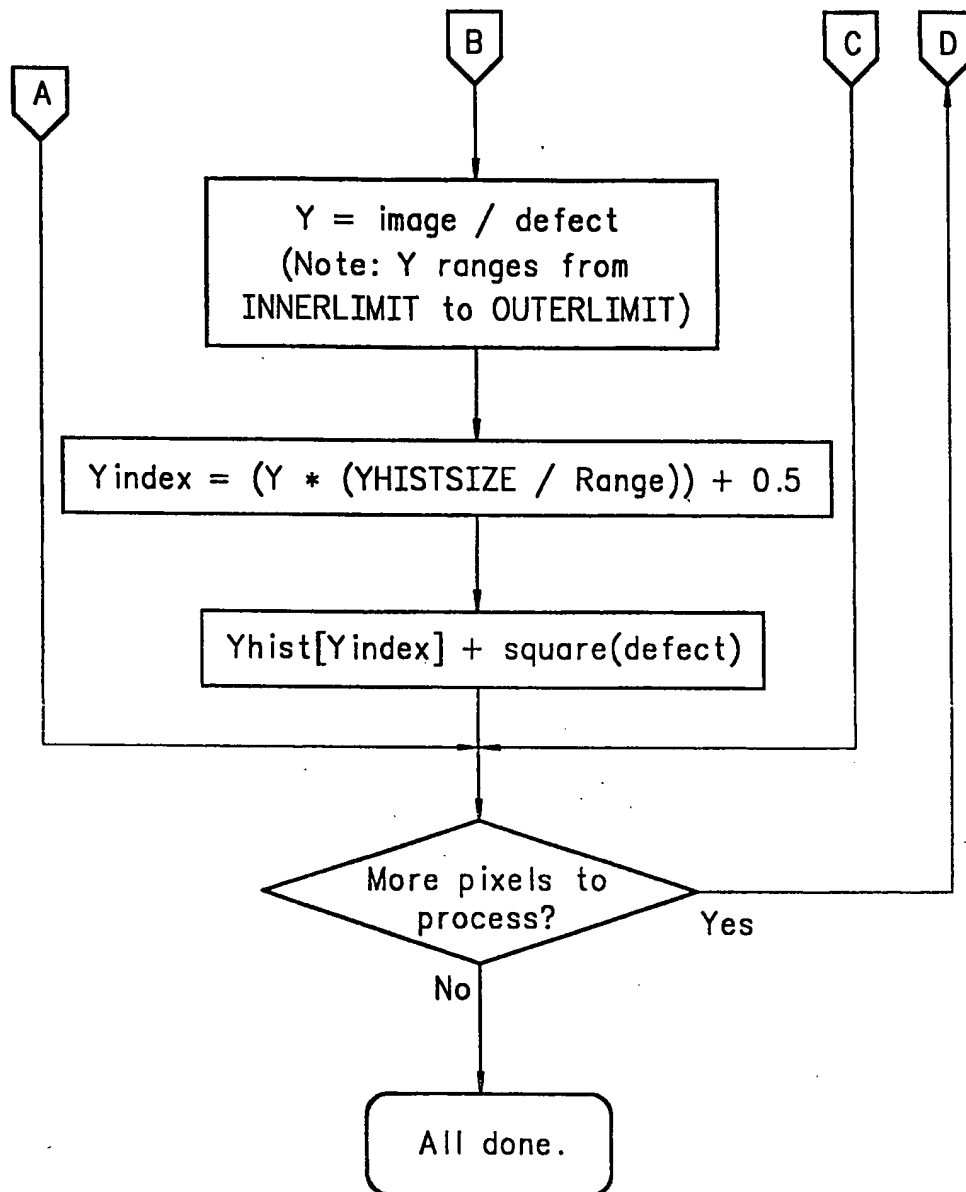 A
B
C
D
Y = image / defect
(Note: Y ranges from
INNERLIMIT to OUTERLIMIT)
Yindex = (Y * (YHISTSIZE / Range)) + 0.5
Yhist[Yindex] + square(defect)
More pixels to
process?
Yes
No
All done.